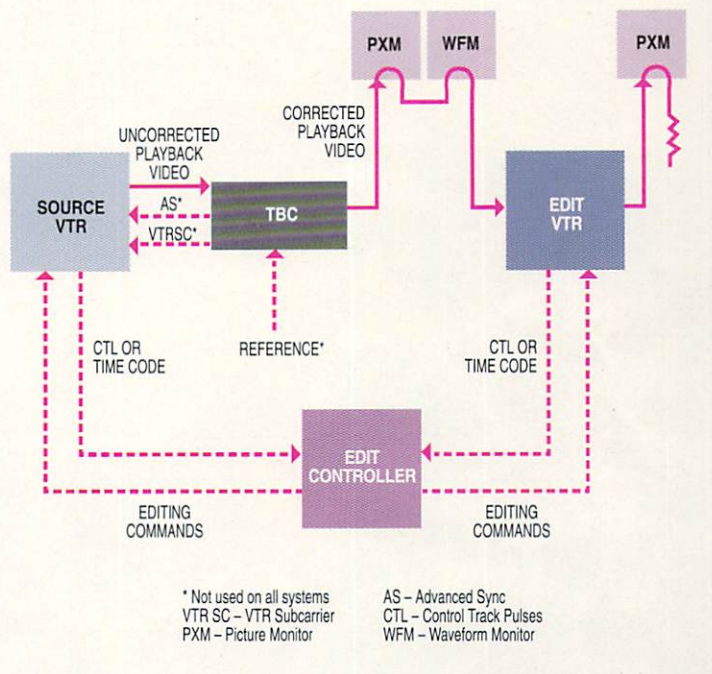 PXM
WFM
PXM
CORRECTED
PLAYBACK
VIDEO
UNCORRECTED
PLAYBACK
VIDEO
SOURCE
VTR
AS*
VTRSC*
TBC
EDIT
VTR
CTL OR
TIME CODE
REFERENCE*
CTL OR
TIME CODE
EDIT
CONTROLLER
EDITING
COMMANDS
EDITING
COMMANDS
* Not used on all systems
VTR SC – VTR Subcarrier
PXM – Picture Monitor
AS – Advanced Sync
CTL – Control Track Pulses
WFM – Waveform Monitor